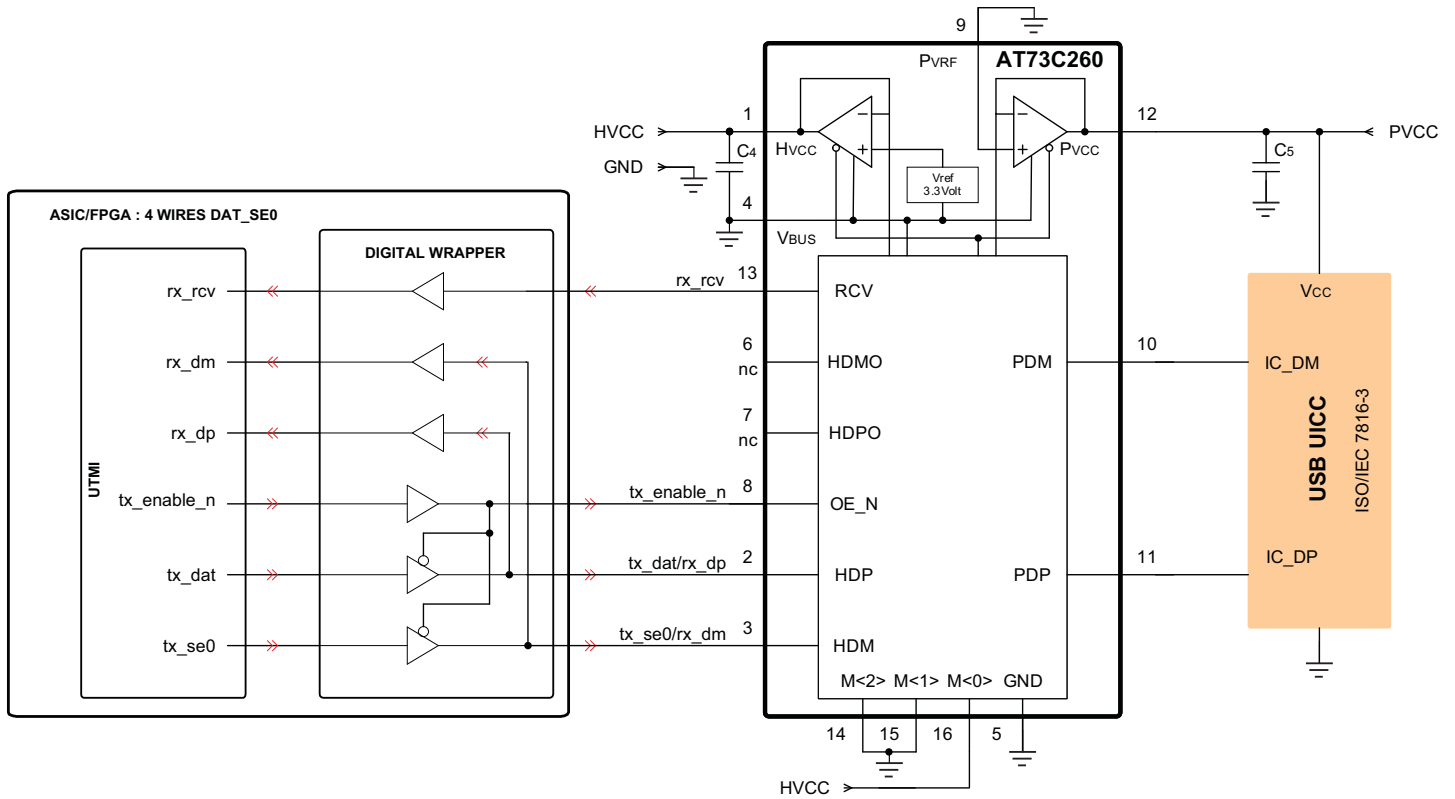 9
PVRF
AT73C260
1
12
HVCC
PVCC
C4
HVCC
PVCC
C5
GND
Vref
3.3Volt
4
VBUS
ASIC/FPGA : 4 WIRES DAT_SE0
DIGITAL WRAPPER
UTMI
rx_rcv
rx_rcv
13
RCV
rx_dm
6
nc
HDMO
PDM
10
rx_dp
7
nc
HDPO
tx_enable_n
tx_enable_n
8
OE_N
tx_dat
tx_dat/rx_dp
2
HDP
PDP
11
tx_se0
tx_se0/rx_dm
3
HDM
M<2> M<1> M<0> GND
14
15
16
5
HVCC
VCC
IC_DM
USB UICC
ISO/IEC 7816-3
IC_DP